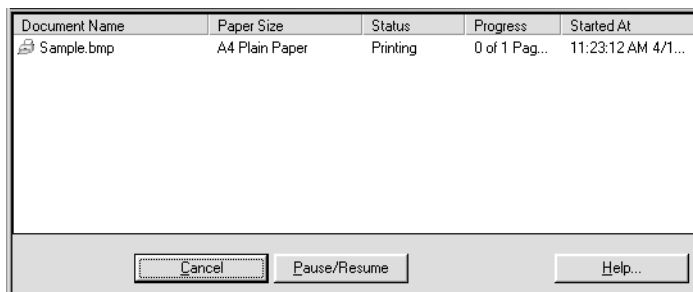 Document Name Paper Size Status Progress Started At
Sample.bmp A4 Plain Paper Printing 0 of 1 Pag... 11:23:12 AM 4/1...
Cancel Pause/Resume Help...